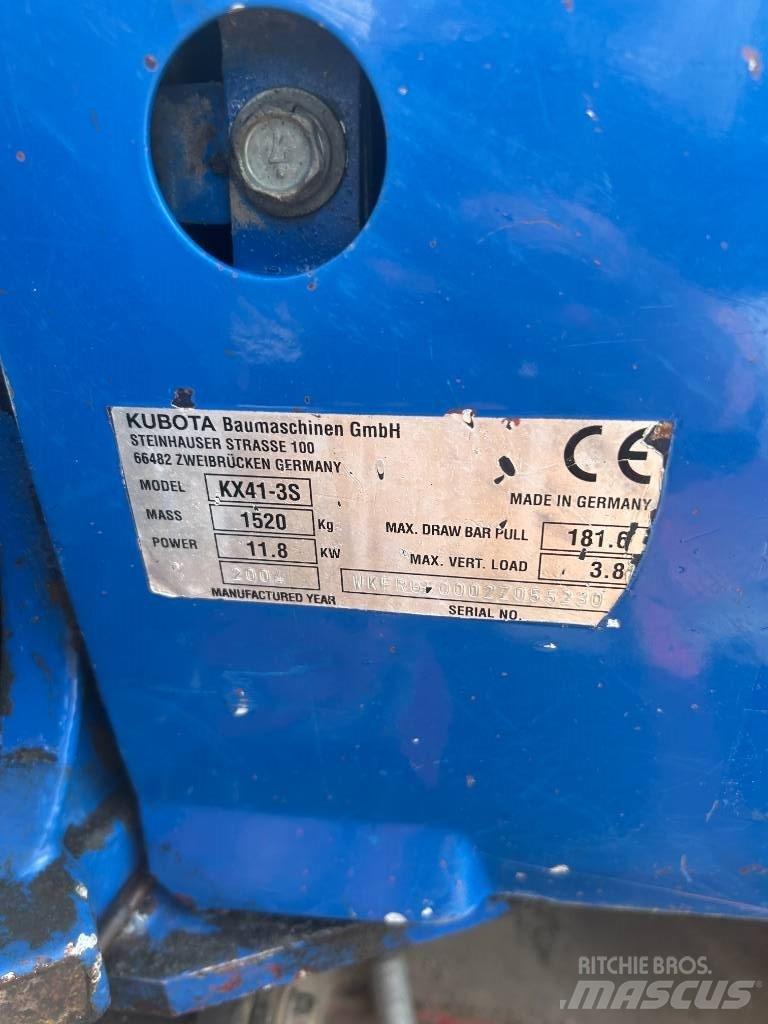 7
KUBOTA Baumaschinen GmbH
STEINHAUSER STRASSE 100
66482 ZWEIBRÜCKEN GERMANY
CE
MADE IN GERMANY
MODEL KX41-3S
MASS 1520 Kg
POWER 11.8 KW
MAX. DRAW BAR PULL 181.6
MAX. VERT. LOAD 3.8
MANUFACTURED YEAR
SERIAL NO.
RITCHIE BROS.
MASCUS